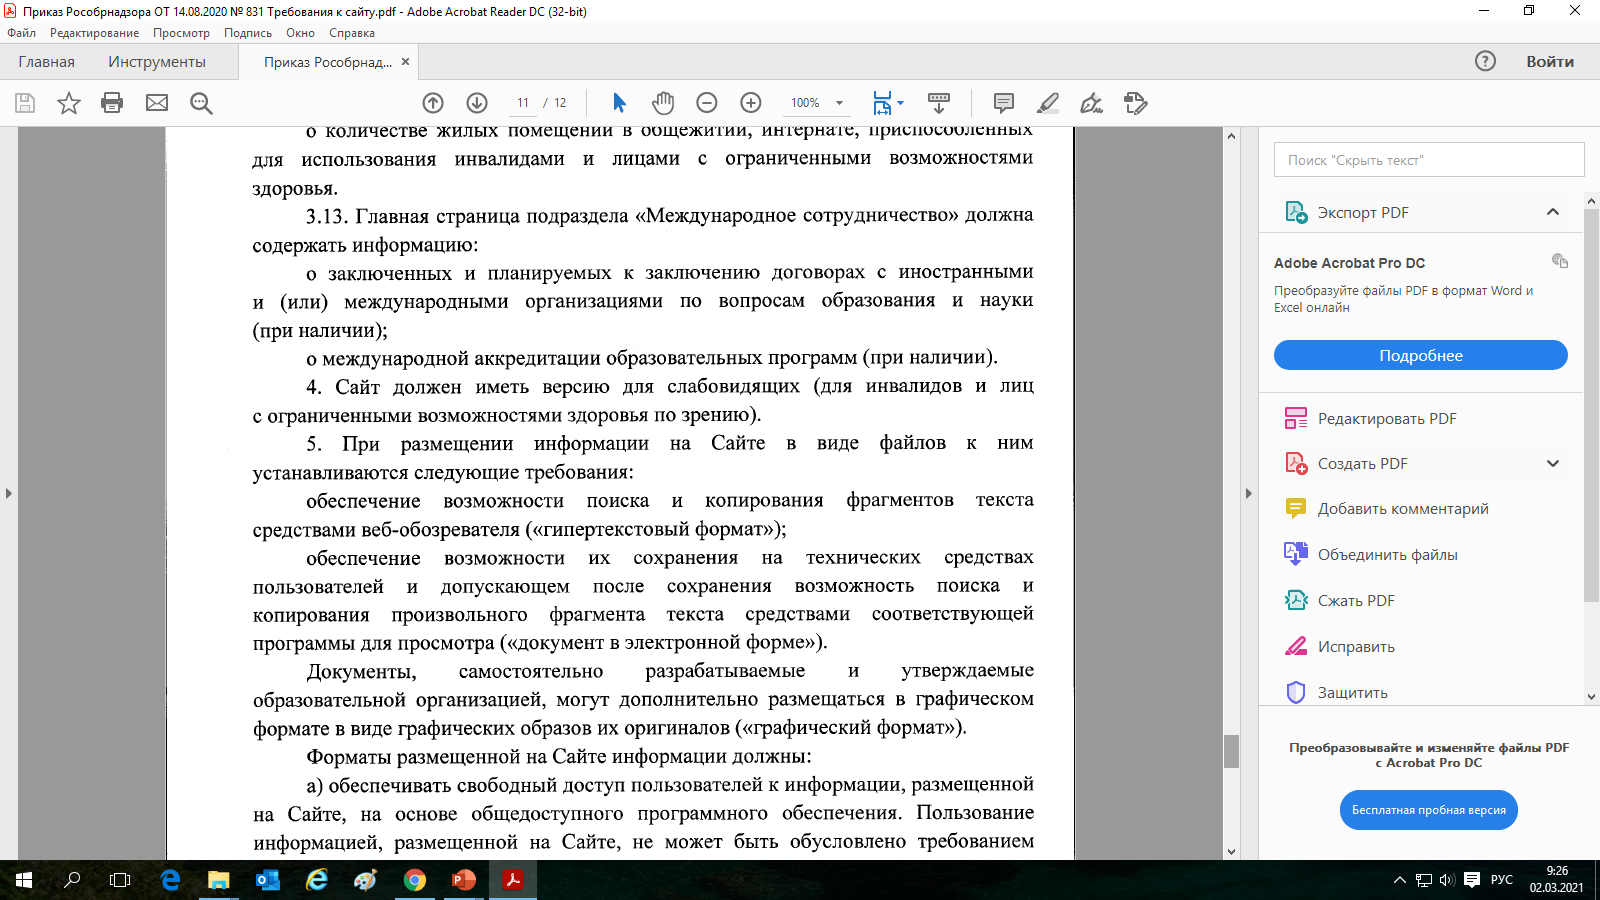 Приказ Рособрнадзора ОТ 14.08.2020 № 831 Требования к сайту.pdf - Adobe Acrobat Reader DC (32-bit)
Файл Редактирование Просмотр Подпись Окно Справка
Главная Инструменты Приказ Рособрнад... × Войти
11 / 12 100%
о количестве жилых помещений в общежитии, интернате, приспособленных
для использования инвалидами и лицами с ограниченными возможностями
здоровья.
3.13. Главная страница подраздела «Международное сотрудничество» должна
содержать информацию:
о заключенных и планируемых к заключению договорах с иностранными
и (или) международными организациями по вопросам образования и науки
(при наличии);
о международной аккредитации образовательных программ (при наличии).
4. Сайт должен иметь версию для слабовидящих (для инвалидов и лиц
с ограниченными возможностями здоровья по зрению).
5. При размещении информации на Сайте в виде файлов к ним
устанавливаются следующие требования:
обеспечение возможности поиска и копирования фрагментов текста
средствами веб-обозревателя («гипертекстовый формат»);
обеспечение возможности их сохранения на технических средствах
пользователей и допускающем после сохранения возможность поиска и
копирования произвольного фрагмента текста средствами соответствующей
программы для просмотра («документ в электронной форме»).
Документы, самостоятельно разрабатываемые и утверждаемые
образовательной организацией, могут дополнительно размещаться в графическом
формате в виде графических образов их оригиналов («графический формат»).
Форматы размещенной на Сайте информации должны:
а) обеспечивать свободный доступ пользователей к информации, размещенной
на Сайте, на основе общедоступного программного обеспечения. Пользование
информацией, размещенной на Сайте, не может быть обусловлено требованием
Поиск "Скрыть текст"
Экспорт PDF
Adobe Acrobat Pro DC
Преобразуйте файлы PDF в формат Word и
Excel онлайн
Подробнее
Редактировать PDF
Создать PDF
Добавить комментарий
Объединить файлы
Сжать PDF
Исправить
Защитить
Преобразовывайте и изменяйте файлы PDF
с Acrobat Pro DC
Бесплатная пробная версия
РУС
9:26
02.03.2021